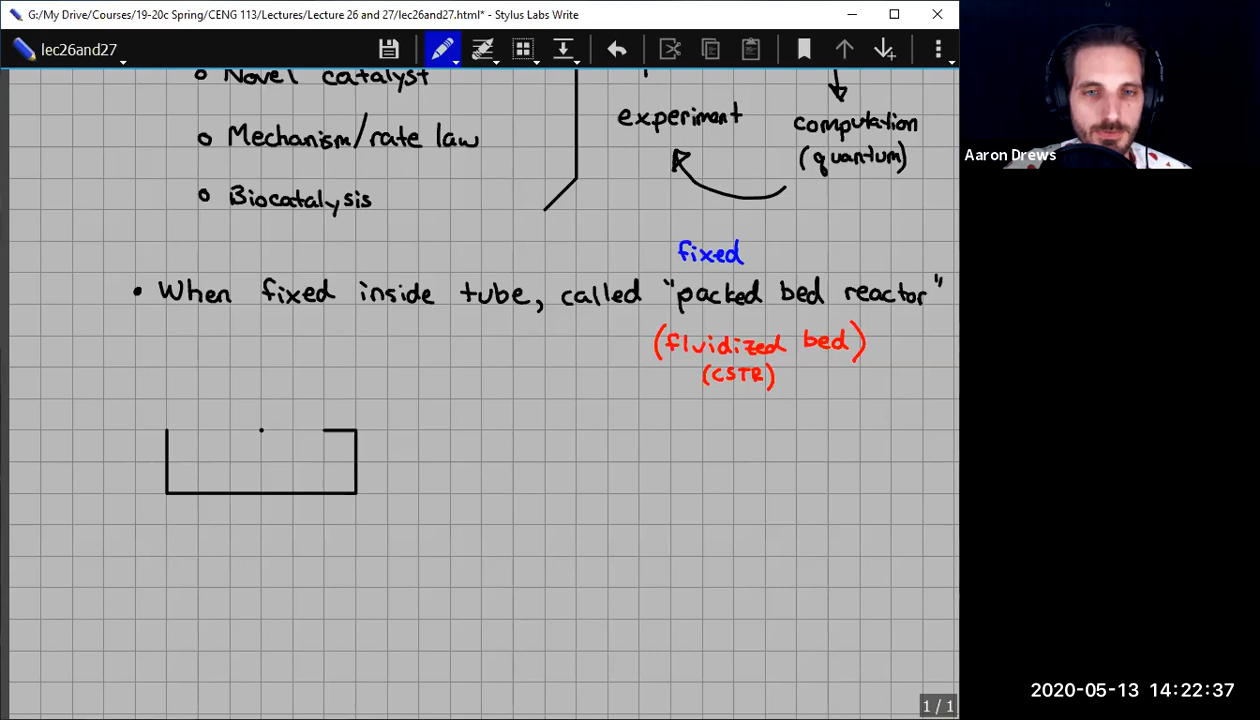 G:/My Drive/Courses/19-20c Spring/CENG 113/Lectures/Lecture 26 and 27/lec26and27.html* - Stylus Labs Write
lec26and27
Novel catalyst
Mechanism/rate law
Biocatalysis
experiment
computation
(quantum)
Aaron Drews
fixed
• When fixed inside tube, called "packed bed reactor"
(fluidized bed)
(CSTR)
2020-05-13 14:22:37
1 / 1